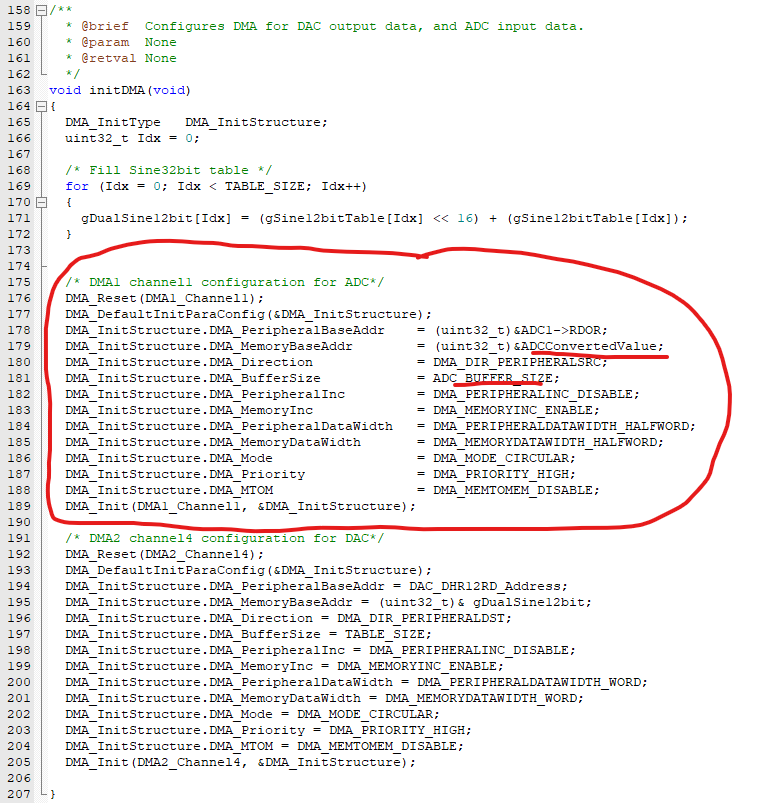 158 /**
159 * @brief Configures DMA for DAC output data, and ADC input data.
160 * @param None
161 * @retval None
162 */
163 void initDMA(void)
164 {
165 DMA_InitType DMA_InitStructure;
166 uint32_t Idx = 0;
167
168 /* Fill Sine32bit table */
169 for (Idx = 0; Idx < TABLE_SIZE; Idx++)
170 {
171 gDualSine12bit[Idx] = (gSine12bitTable[Idx] << 16) + (gSine12bitTable[Idx]);
172 }
173
174
175 /* DMA1 channel1 configuration for ADC*/
176 DMA_Reset(DMA1_Channel1);
177 DMA_DefaultInitParaConfig(&DMA_InitStructure);
178 DMA_InitStructure.DMA_PeripheralBaseAddr = (uint32_t)&ADC1->RDOR;
179 DMA_InitStructure.DMA_MemoryBaseAddr = (uint32_t)&ADCConvertedValue;
180 DMA_InitStructure.DMA_Direction = DMA_DIR_PERIPHERALSRC;
181 DMA_InitStructure.DMA_BufferSize = ADC_BUFFER_SIZE;
182 DMA_InitStructure.DMA_PeripheralInc = DMA_PERIPHERALINC_DISABLE;
183 DMA_InitStructure.DMA_MemoryInc = DMA_MEMORYINC_ENABLE;
184 DMA_InitStructure.DMA_PeripheralDataWidth = DMA_PERIPHERALDATAWIDTH_HALFWORD;
185 DMA_InitStructure.DMA_MemoryDataWidth = DMA_MEMORYDATAWIDTH_HALFWORD;
186 DMA_InitStructure.DMA_Mode = DMA_MODE_CIRCULAR;
187 DMA_InitStructure.DMA_Priority = DMA_PRIORITY_HIGH;
188 DMA_InitStructure.DMA_MTOM = DMA_MEMTOMEM_DISABLE;
189 DMA_Init(DMA1_Channel1, &DMA_InitStructure);
190
191 /* DMA2 channel4 configuration for DAC*/
192 DMA_Reset(DMA2_Channel4);
193 DMA_DefaultInitParaConfig(&DMA_InitStructure);
194 DMA_InitStructure.DMA_PeripheralBaseAddr = DAC_DHR12RD_Address;
195 DMA_InitStructure.DMA_MemoryBaseAddr = (uint32_t)& gDualSine12bit;
196 DMA_InitStructure.DMA_Direction = DMA_DIR_PERIPHERALDST;
197 DMA_InitStructure.DMA_BufferSize = TABLE_SIZE;
198 DMA_InitStructure.DMA_PeripheralInc = DMA_PERIPHERALINC_DISABLE;
199 DMA_InitStructure.DMA_MemoryInc = DMA_MEMORYINC_ENABLE;
200 DMA_InitStructure.DMA_PeripheralDataWidth = DMA_PERIPHERALDATAWIDTH_WORD;
201 DMA_InitStructure.DMA_MemoryDataWidth = DMA_MEMORYDATAWIDTH_WORD;
202 DMA_InitStructure.DMA_Mode = DMA_MODE_CIRCULAR;
203 DMA_InitStructure.DMA_Priority = DMA_PRIORITY_HIGH;
204 DMA_InitStructure.DMA_MTOM = DMA_MEMTOMEM_DISABLE;
205 DMA_Init(DMA2_Channel4, &DMA_InitStructure);
206
207 }